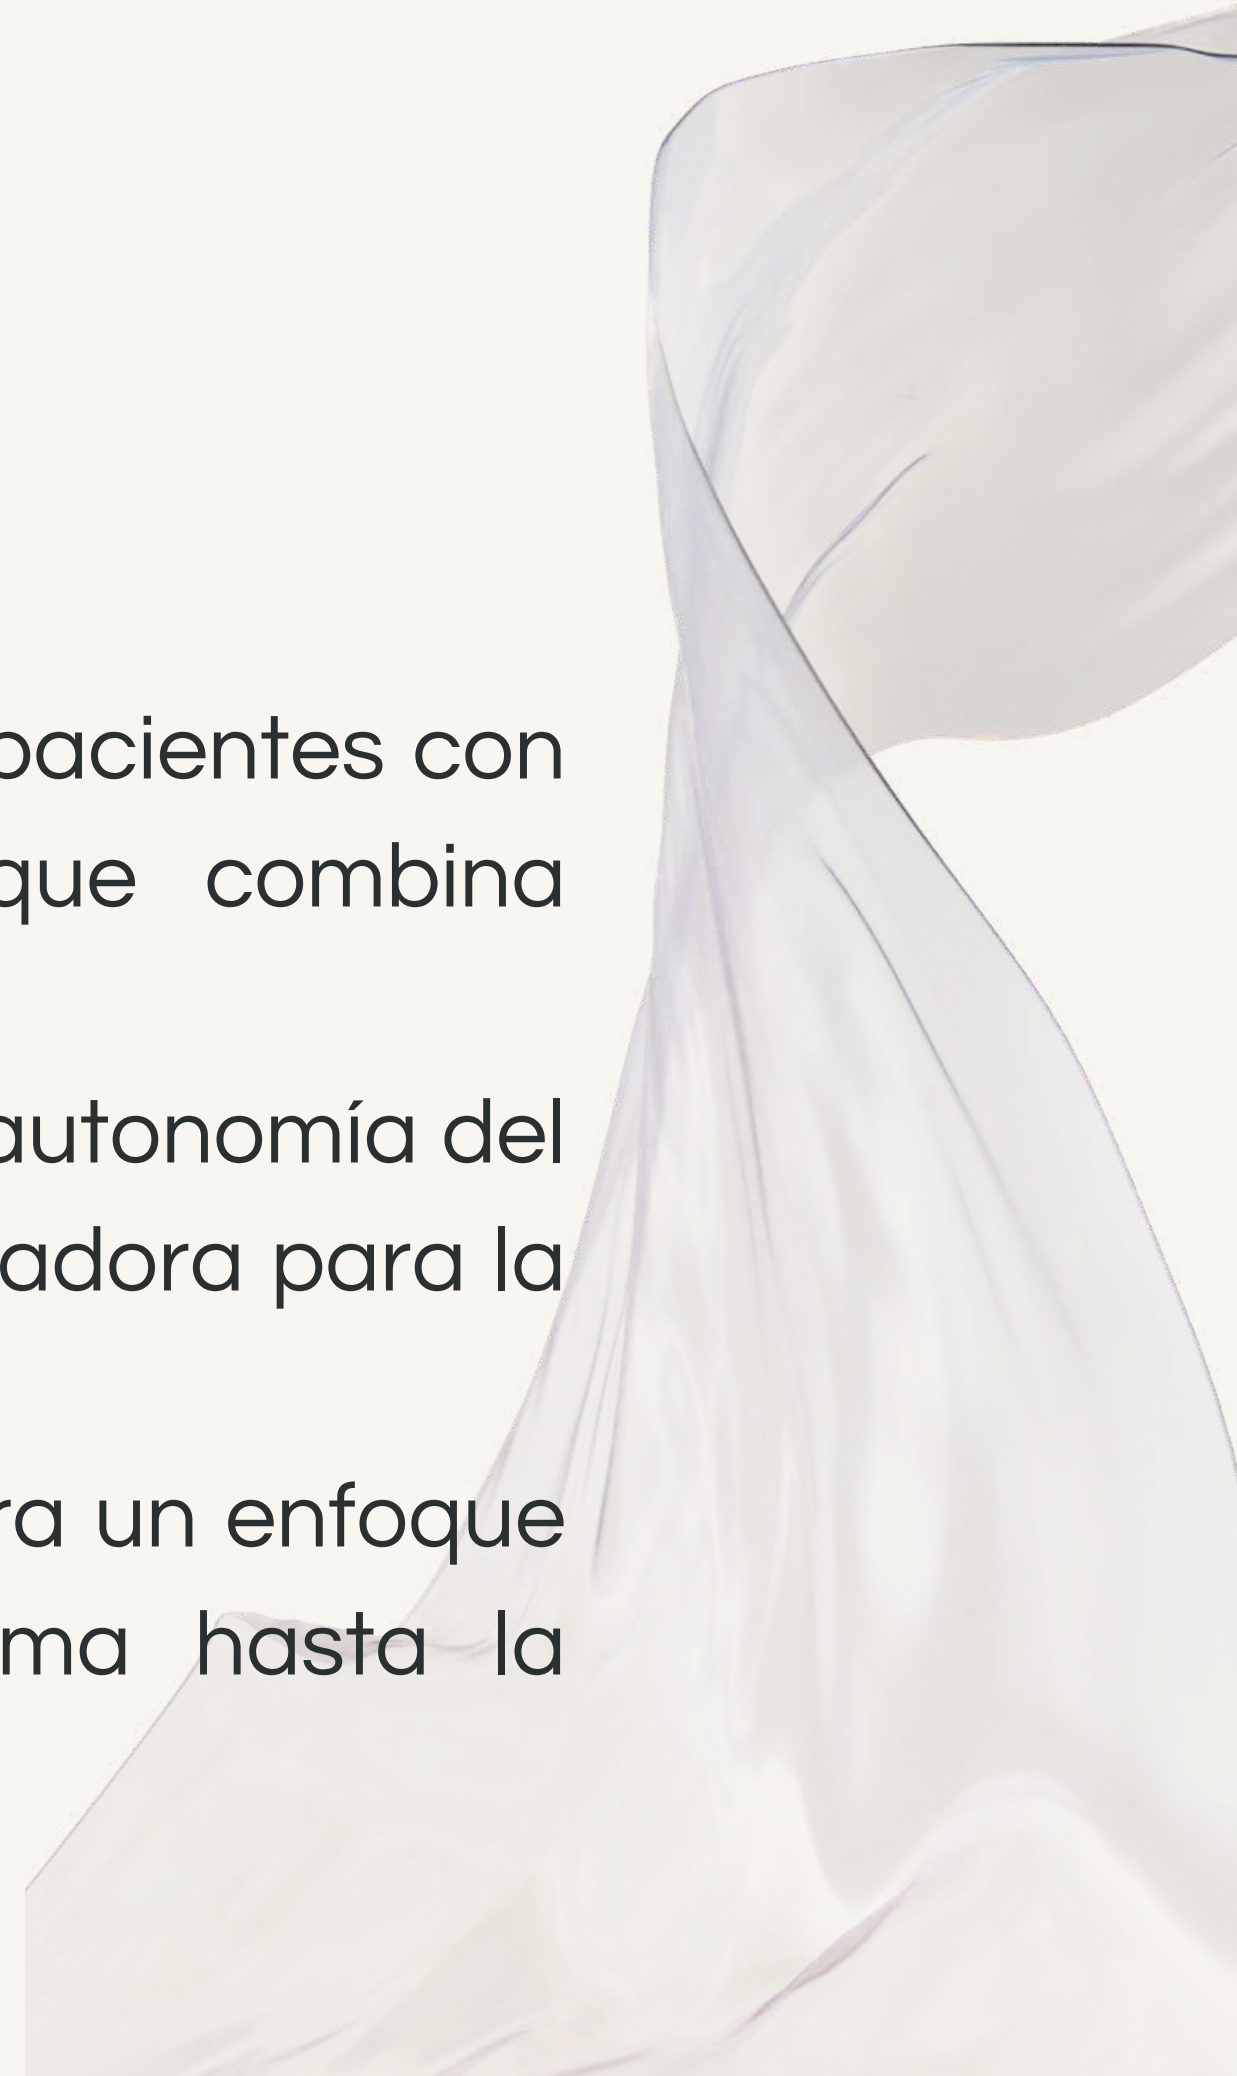 pacientes con
que combina
autonomía del
adora para la
ra un enfoque
ma hasta la